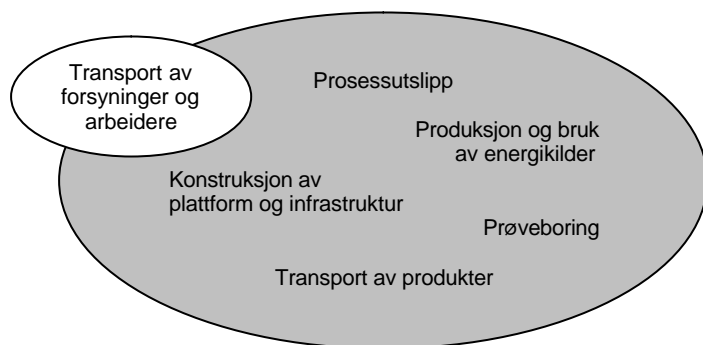 Transport av
forsyninger og
arbeidere
Prosessutslipp
Produksjon og bruk
av energikilder
Konstruksjon av
plattform og infrastruktur
Prøveboring
Transport av produkter